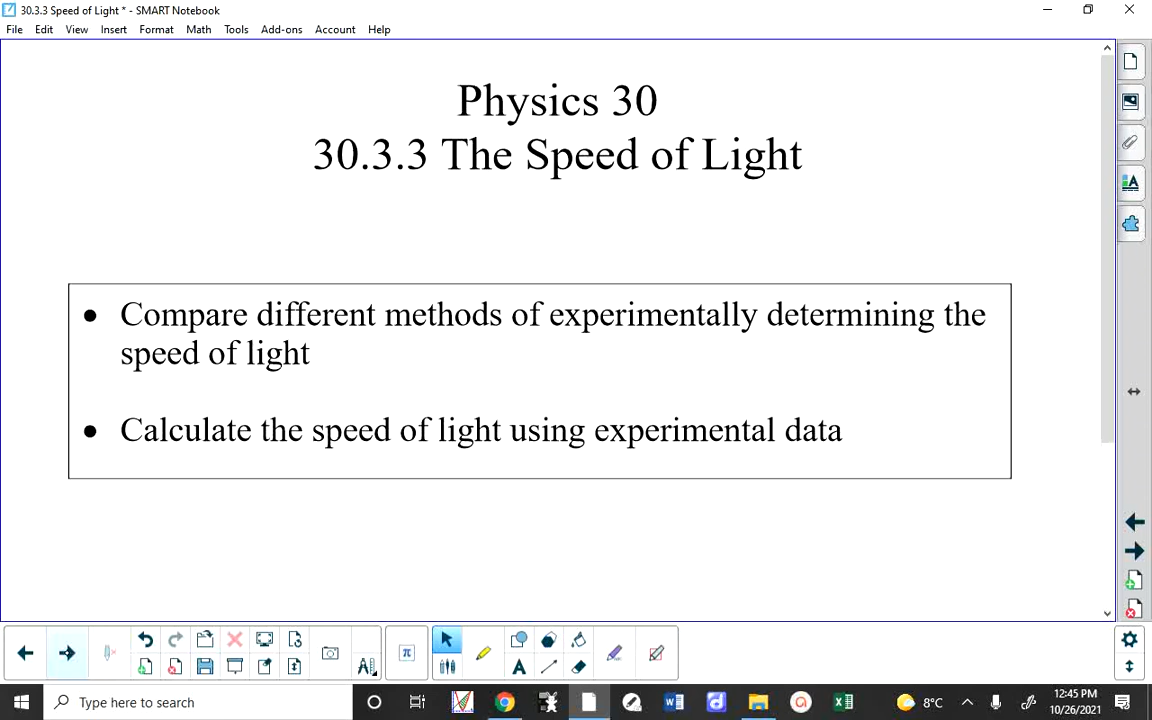 30.3.3 Speed of Light * - SMART Notebook
File Edit View Insert Format Math Tools Add-ons Account Help
Physics 30
30.3.3 The Speed of Light
• Compare different methods of experimentally determining the
speed of light
• Calculate the speed of light using experimental data
Type here to search
8°C
12:45 PM
10/26/2021